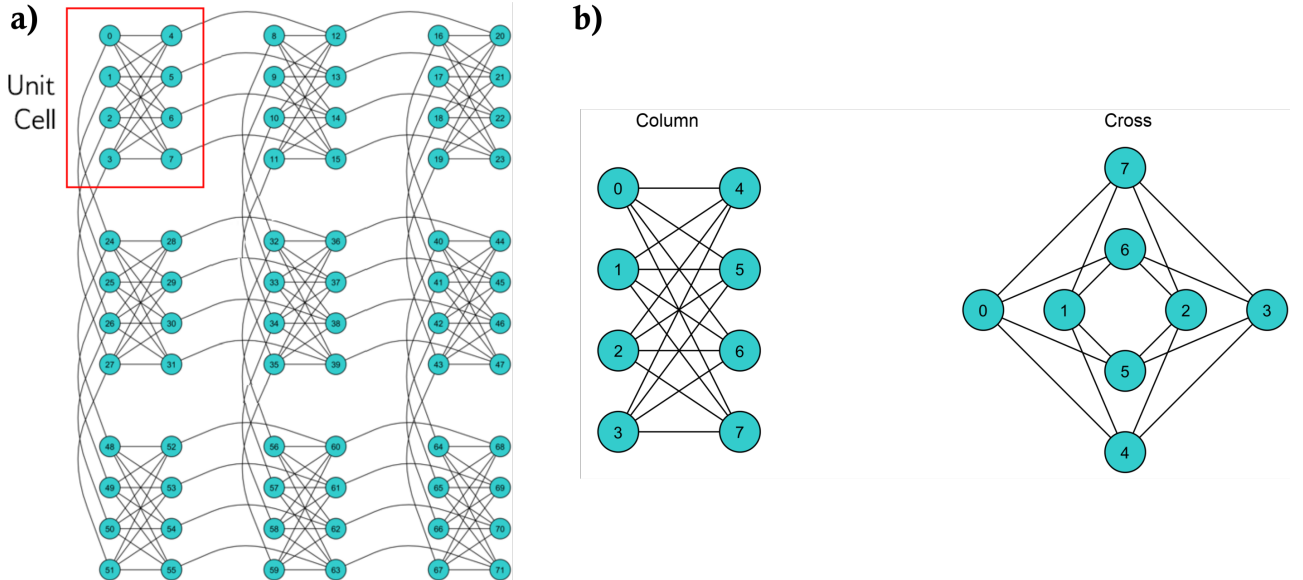 a)
Unit
Cell
0 4 8 12 16 20
1 5 9 13 17 21
2 6 10 14 18 22
3 7 11 15 19 23
24 28 32 36 40 44
25 29 33 37 41 45
26 30 34 38 42 46
27 31 35 39 43 47
48 52 56 60 64 68
49 53 57 61 65 69
50 54 58 62 66 70
51 55 59 63 67 71
b)
Column
0 4
1 5
2 6
3 7
Cross
7
6
0 1 2 3
5
4